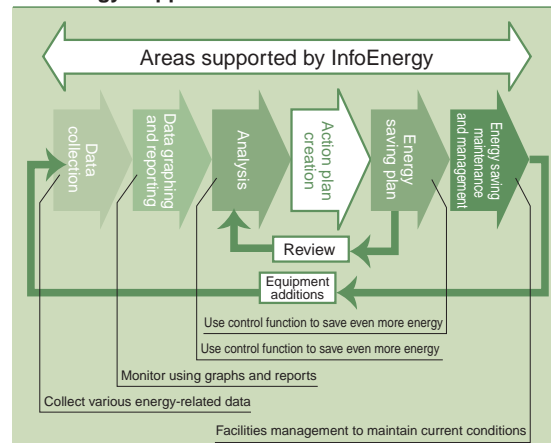 Areas supported by InfoEnergy
Data
collection
Data graphing
and reporting
Analysis
Action plan
creation
Energy
saving plan
Energy saving
maintenance
and management
Review
Equipment
additions
Use control function to save even more energy
Use control function to save even more energy
Monitor using graphs and reports
Collect various energy-related data
Facilities management to maintain current conditions